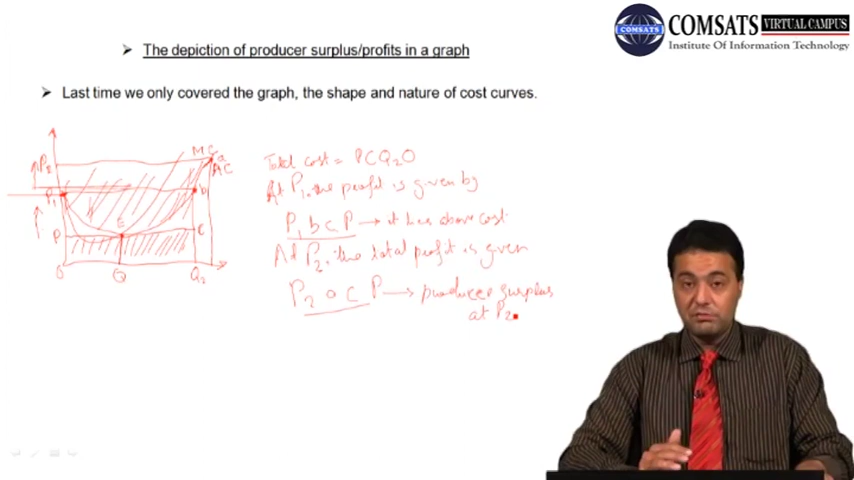 COMSATS VIRTUAL CAMPUS
COMSATS
Institute Of Information Technology
The depiction of producer surplus/profits in a graph
Last time we only covered the graph, the shape and nature of cost curves.
MC
a
AC
P2
P1
b
E
P
c
O
Q
Q2
Total cost = PCQ2O
At P1, the profit is given by
P1 b c P → it lies above cost
At P2, the total profit is given
P2 a c P → producer surplus
at P2